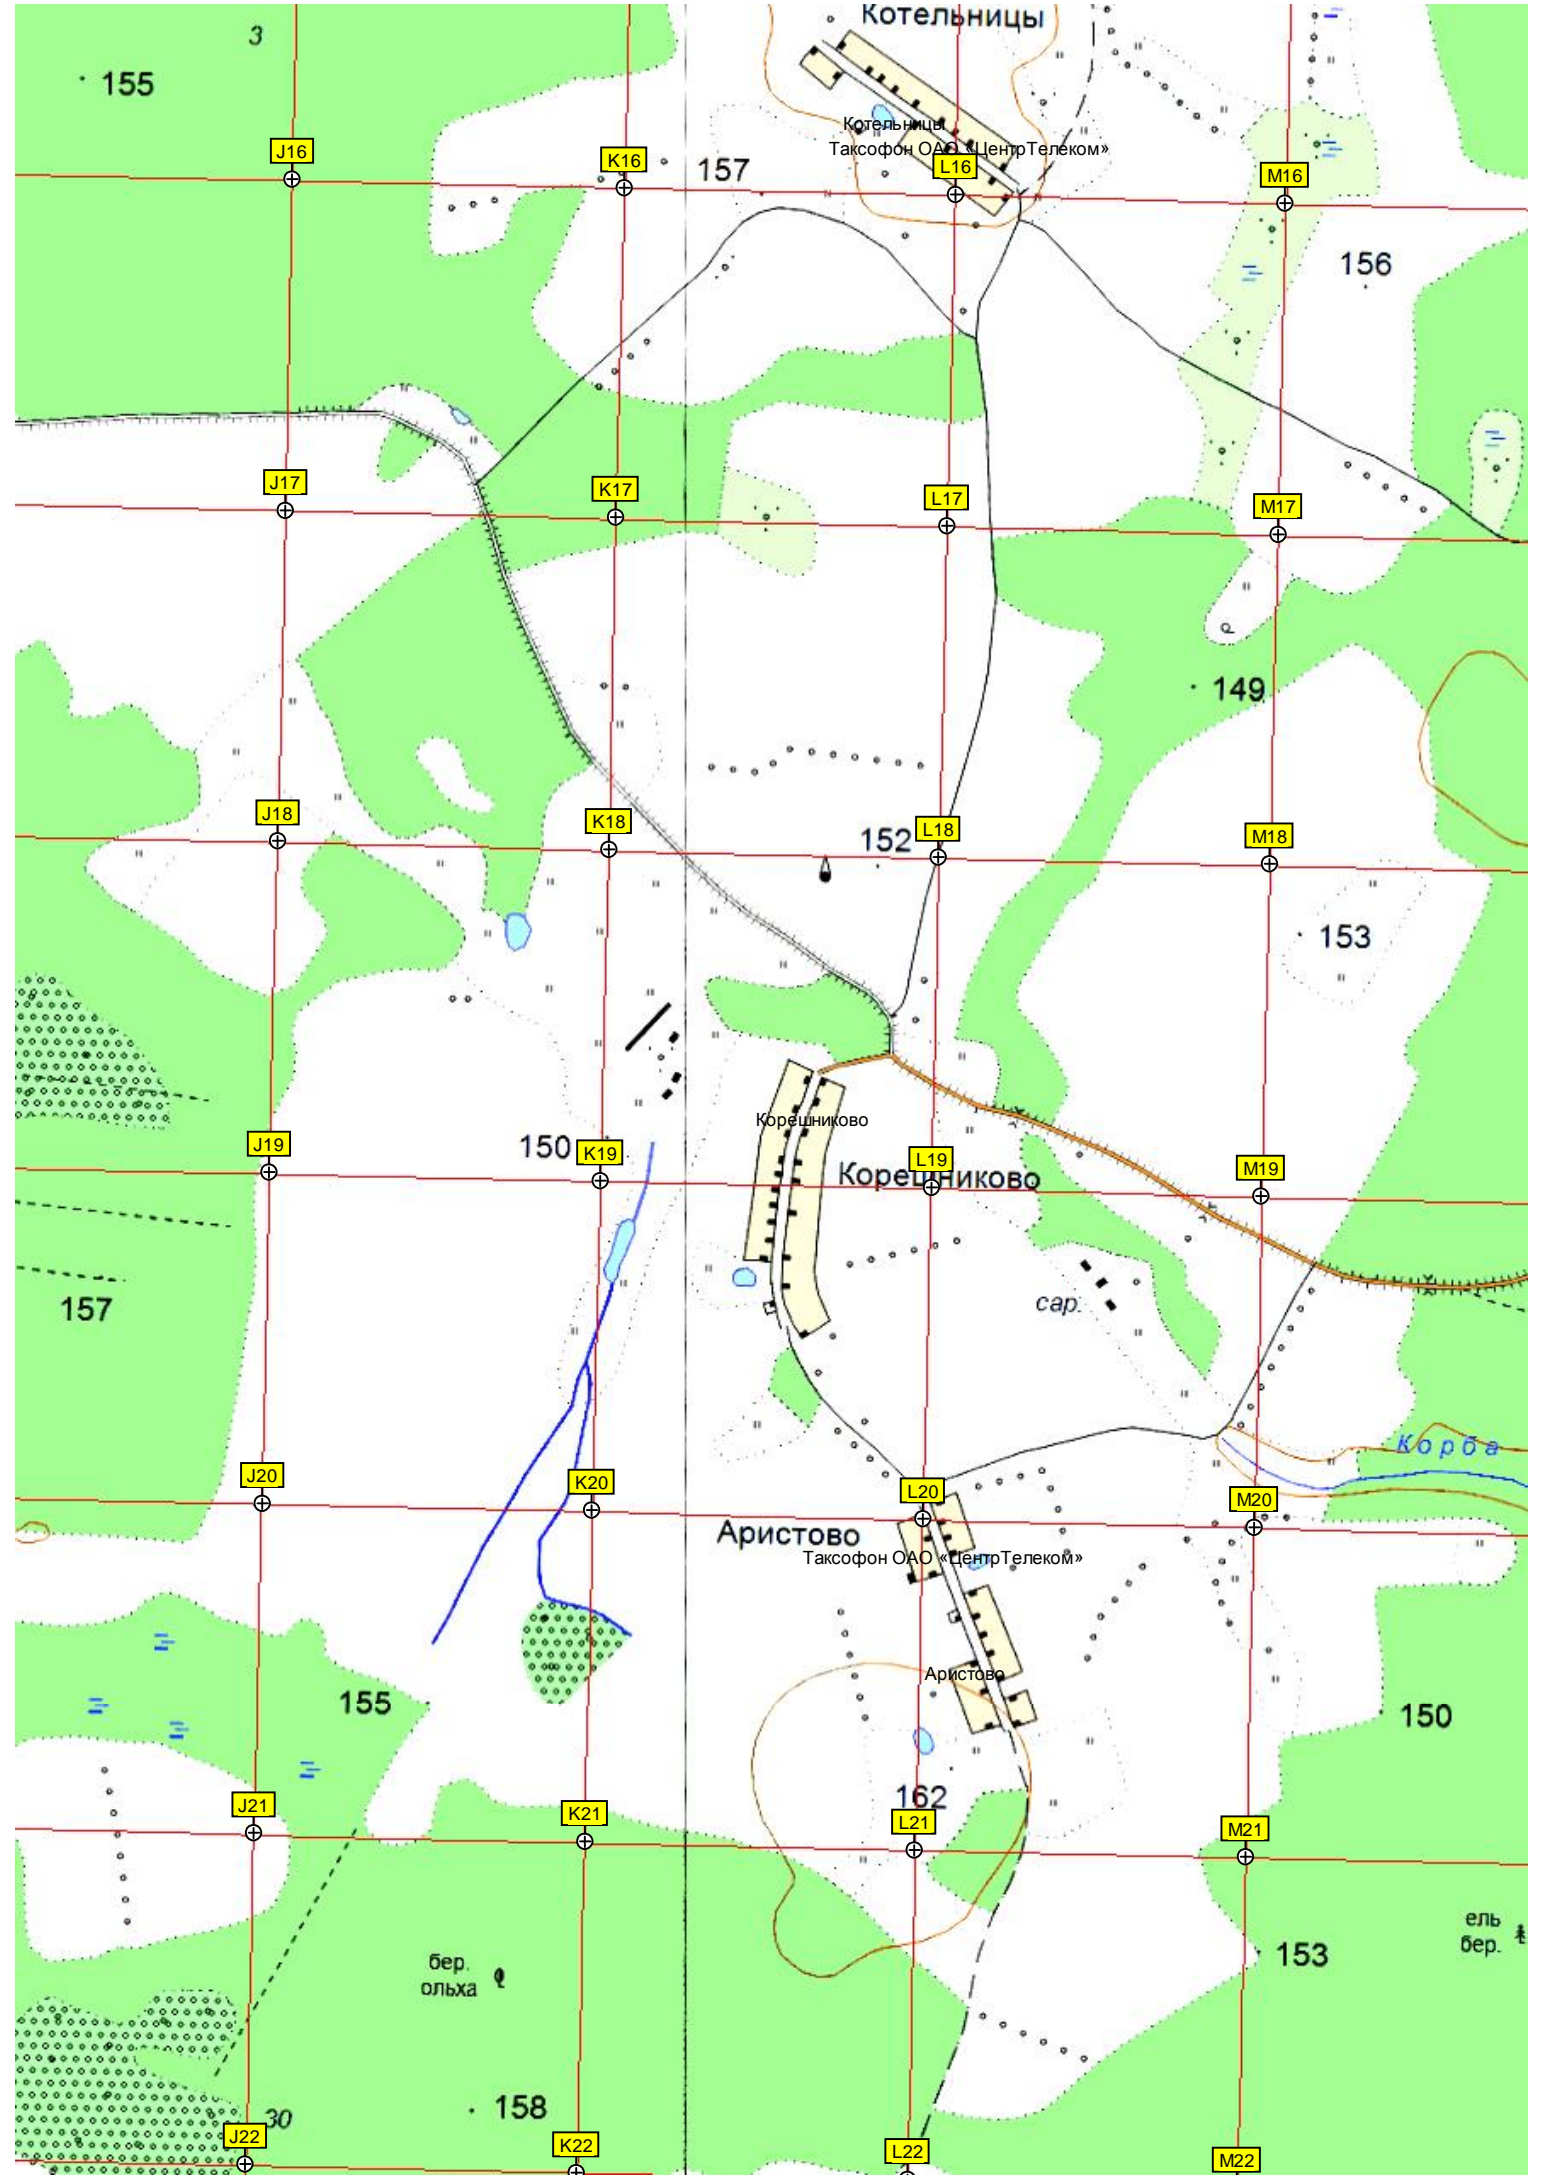 3
Котельницы
155
Котельницы
Таксофон ОАО «ЦентрТелеком»
J16
K16
157
L16
M16
156
J17
K17
L17
M17
149
J18
K18
152
L18
M18
153
Корешниково
J19
150
K19
L19
M19
Корешниково
157
сар.
Корба
J20
K20
L20
M20
Аристово
Таксофон ОАО «ЦентрТелеком»
Аристово
155
150
162
J21
K21
L21
M21
ель
бер.
153
бер.
ольха
158
30
J22
K22
L22
M22